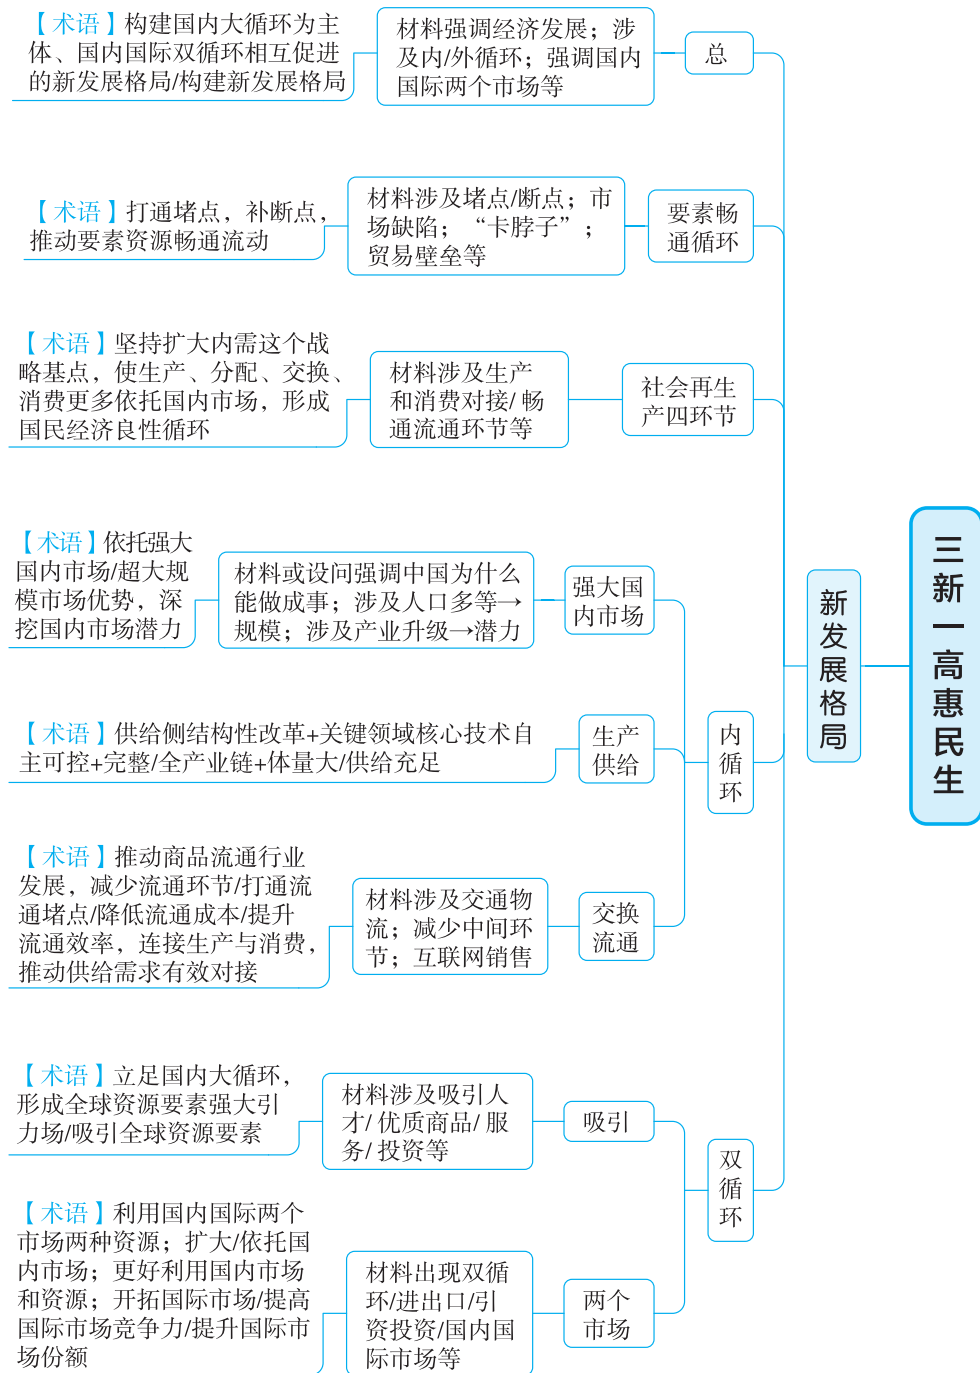 【术语】构建国内大循环为主
体、国内国际双循环相互促进
的新发展格局/构建新发展格局
材料强调经济发展；涉
及内/外循环；强调国内
国际两个市场等
总
【术语】打通堵点，补断点，
推动要素资源畅通流动
材料涉及堵点/断点；市
场缺陷；“卡脖子”；
贸易壁垒等
要素畅
通循环
【术语】坚持扩大内需这个战
略基点，使生产、分配、交换、
消费更多依托国内市场，形成
国民经济良性循环
材料涉及生产
和消费对接/ 畅
通流通环节等
社会再生
产四环节
【术语】依托强大
国内市场/超大规
模市场优势，深
挖国内市场潜力
材料或设问强调中国为什么
能做成事；涉及人口多等→
规模；涉及产业升级→潜力
强大国
内市场
【术语】供给侧结构性改革+关键领域核心技术自
主可控+完整/全产业链+体量大/供给充足
生产
供给
【术语】推动商品流通行业
发展，减少流通环节/打通流
通堵点/降低流通成本/提升
流通效率，连接生产与消费，
推动供给需求有效对接
材料涉及交通物
流；减少中间环
节；互联网销售
交换
流通
内循环
【术语】立足国内大循环，
形成全球资源要素强大引
力场/吸引全球资源要素
材料涉及吸引人
才/ 优质商品/ 服
务/ 投资等
吸引
【术语】利用国内国际两个
市场两种资源；扩大/依托国
内市场；更好利用国内市场
和资源；开拓国际市场/提高
国际市场竞争力/提升国际市
场份额
材料出现双循
环/进出口/引
资投资/国内国
际市场等
两个
市场
双循环
新发展格局
三新一高惠民生